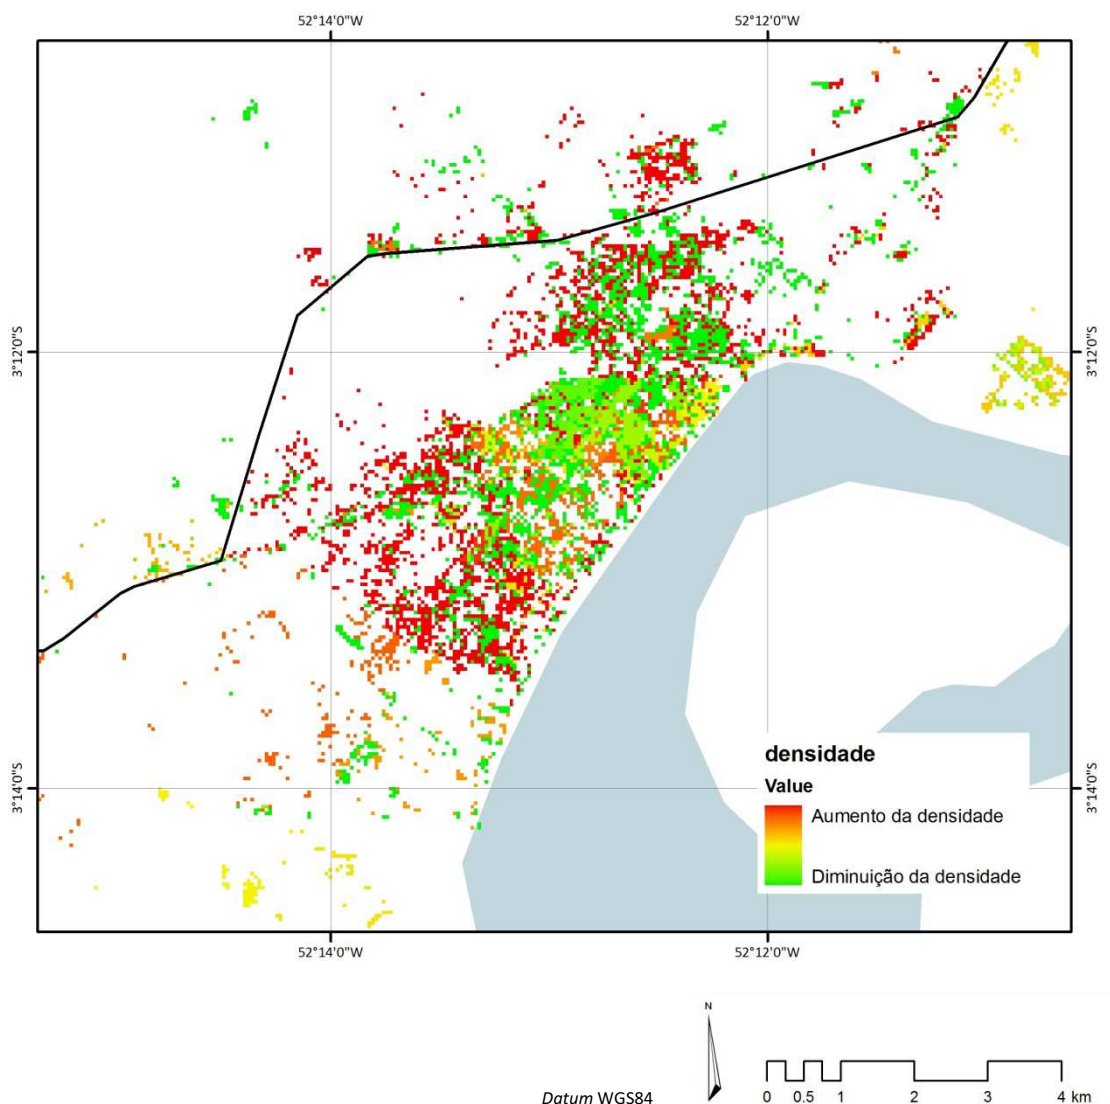 52°14'0"W 52°12'0"W
3°12'0"S 3°12'0"S
densidade
Value
Aumento da densidade
Diminuição da densidade
3°14'0"S 3°14'0"S
52°14'0"W 52°12'0"W
N
Datum WGS84
0 0.5 1 2 3 4 km